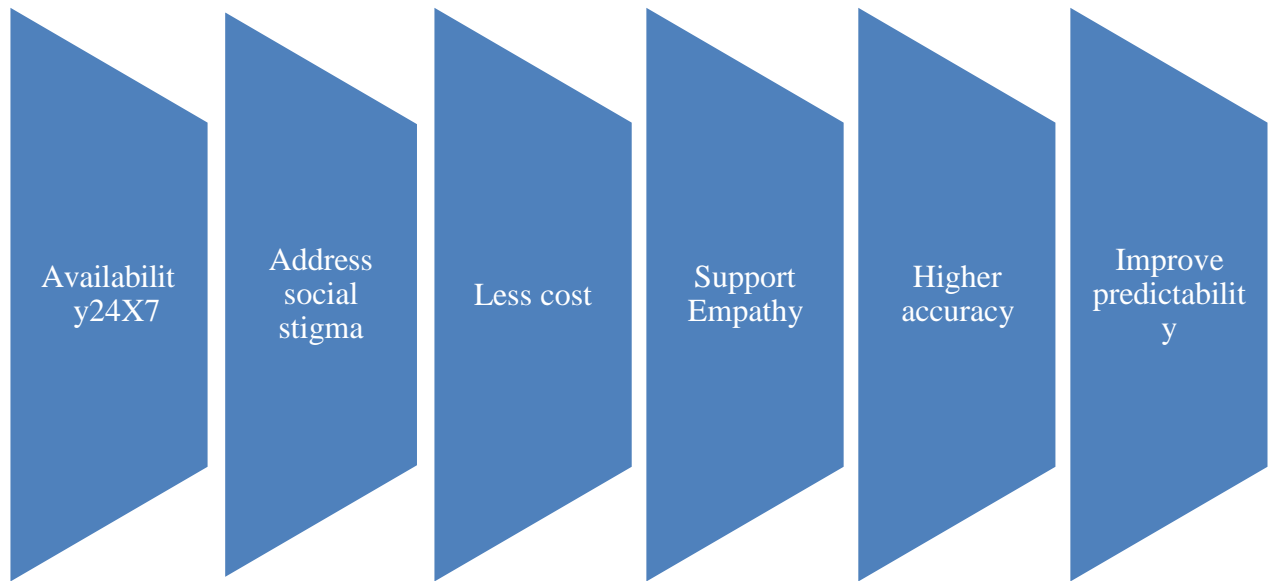 Availabilit
y24X7
Address
social
stigma
Less cost
Support
Empathy
Higher
accuracy
Improve
predictabilit
y